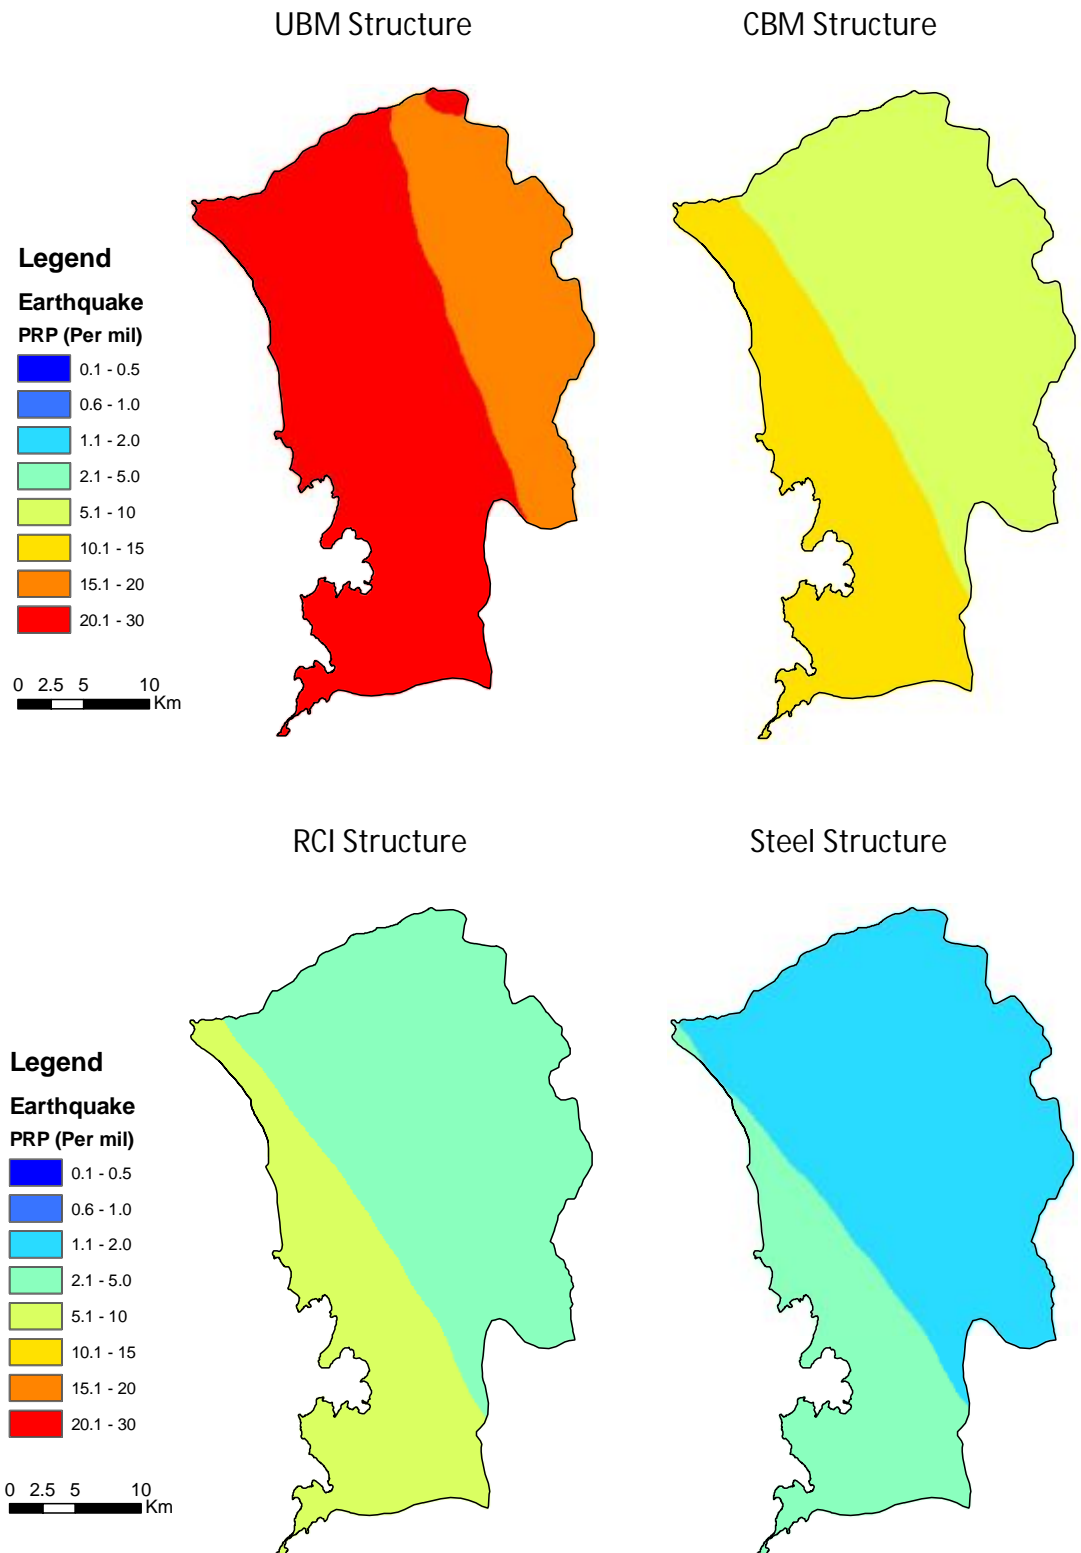 UBM Structure
CBM Structure
Legend
Earthquake
PRP (Per mil)
0.1 - 0.5
0.6 - 1.0
1.1 - 2.0
2.1 - 5.0
5.1 - 10
10.1 - 15
15.1 - 20
20.1 - 30
0 2.5 5 10
Km
RCI Structure
Steel Structure
Legend
Earthquake
PRP (Per mil)
0.1 - 0.5
0.6 - 1.0
1.1 - 2.0
2.1 - 5.0
5.1 - 10
10.1 - 15
15.1 - 20
20.1 - 30
0 2.5 5 10
Km